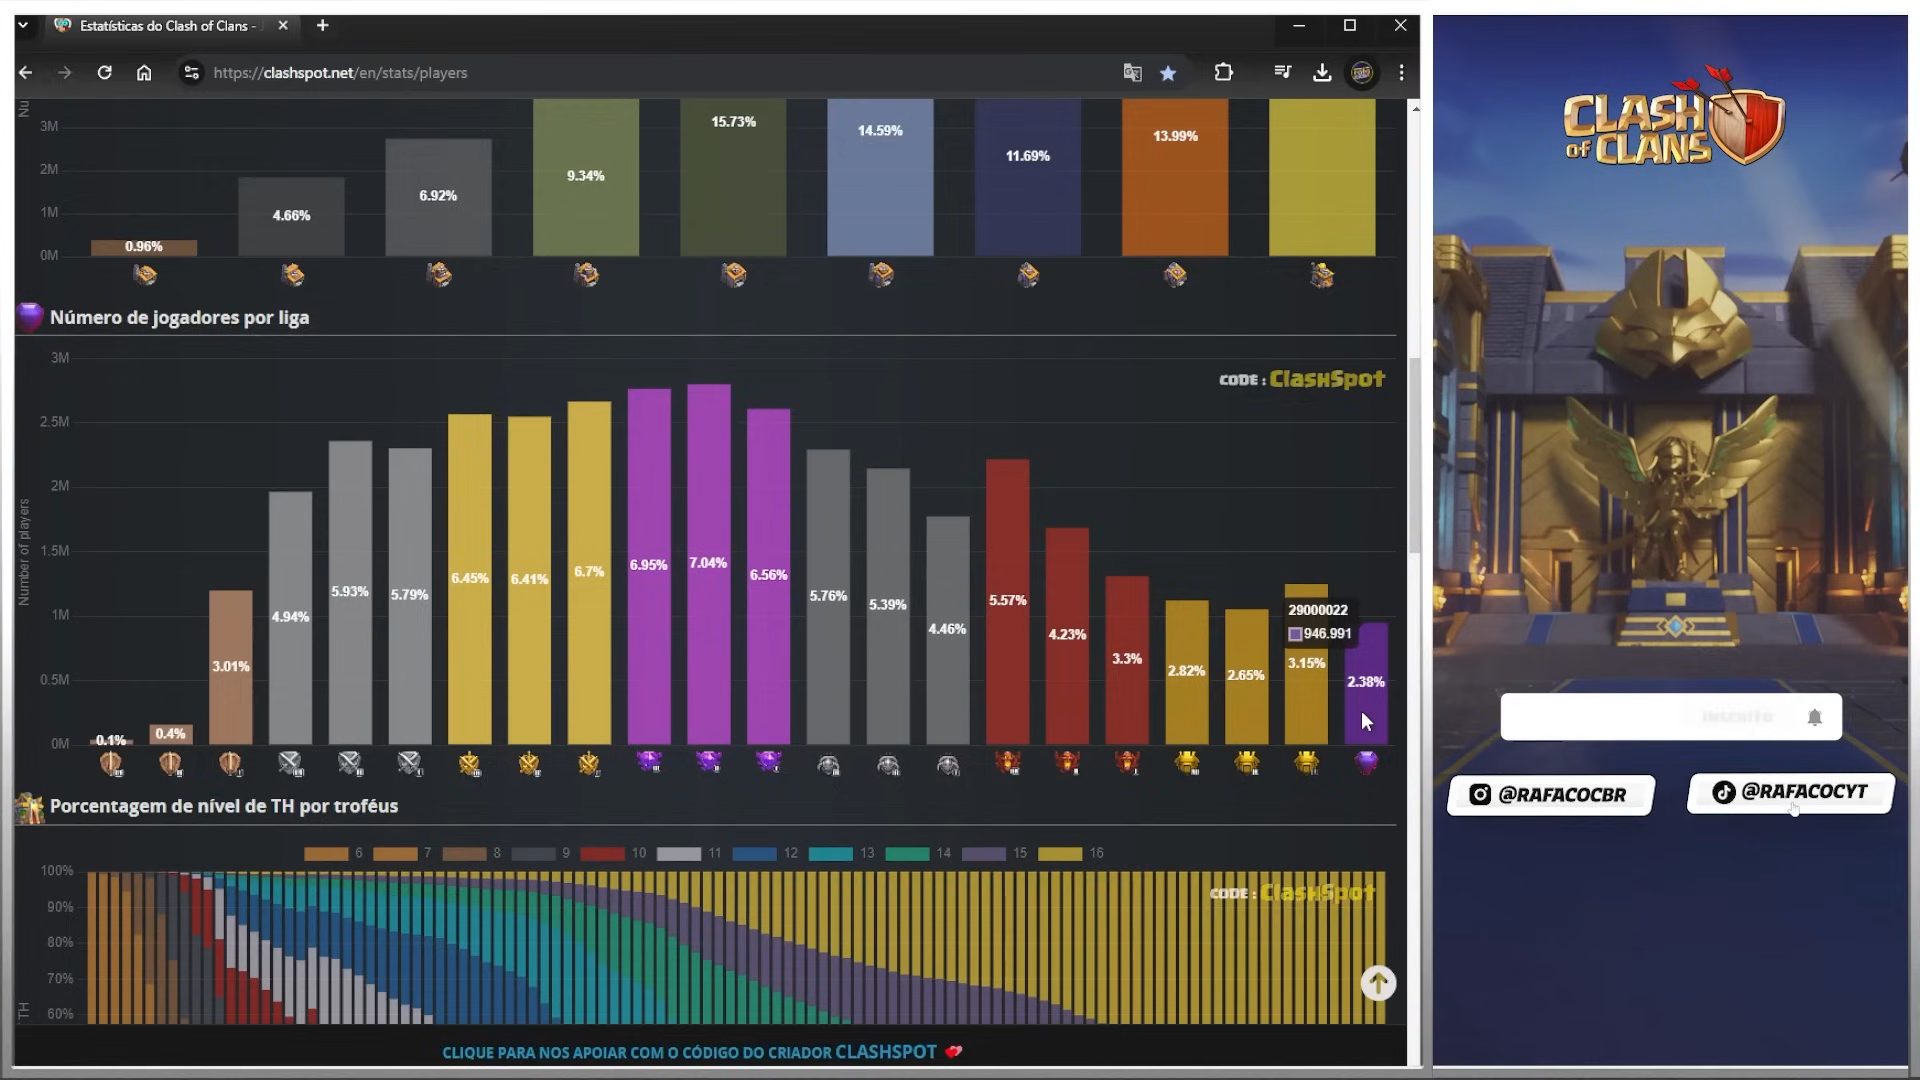 Estatísticas do Clash of Clans -
https://clashspot.net/en/stats/players
Nu
3M
2M
1M
0M
0.96%
4.66%
6.92%
9.34%
15.73%
14.59%
11.69%
13.99%
Número de jogadores por liga
CODE : ClashSpot
Number of players
3M
2.5M
2M
1.5M
1M
0.5M
0M
0.1%
0.4%
3.01%
4.94%
5.93%
5.79%
6.45%
6.41%
6.7%
6.95%
7.04%
6.56%
5.76%
5.39%
4.46%
5.57%
4.23%
3.3%
2.82%
2.65%
3.15%
2.38%
29000022
946.991
Porcentagem de nível de TH por troféus
6 7 8 9 10 11 12 13 14 15 16
CODE : ClashSpot
100%
90%
80%
70%
60%
TH
CLIQUE PARA NOS APOIAR COM O CÓDIGO DO CRIADOR CLASHSPOT
CLASH
OF CLANS
@RAFACOCBR
@RAFACOCYT